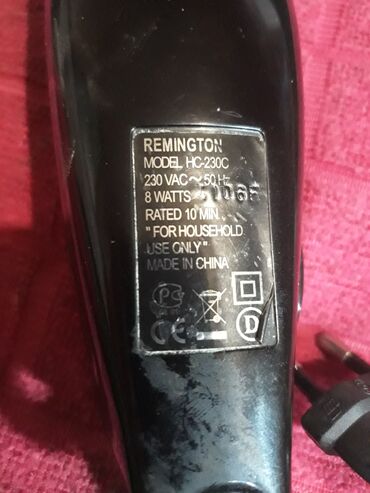 REMINGTON
MODEL HC-230C
230 VAC～50 Hz
8 WATTS
RATED 10 MIN.
" FOR HOUSEHOLD
USE ONLY "
MADE IN CHINA
CE
D